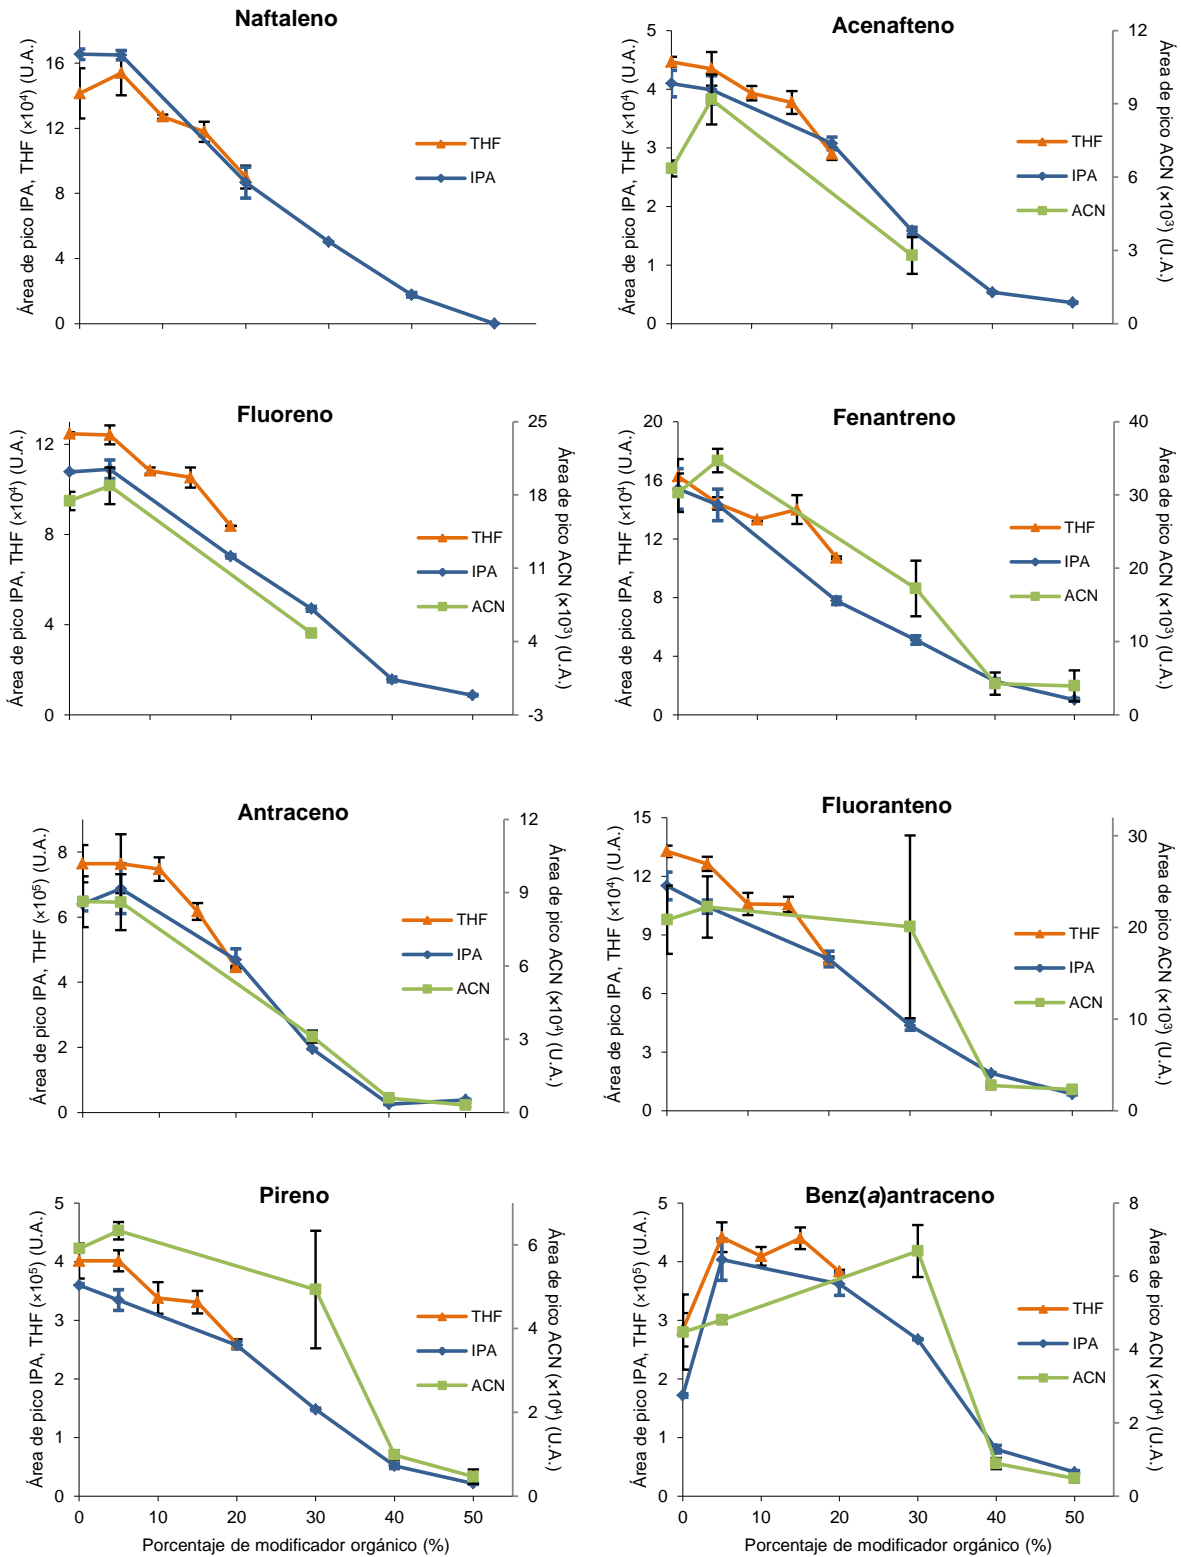 Naftaleno
Área de pico IPA, THF (×10⁴) (U.A.)
16
12
8
4
0
THF
IPA
Acenafteno
Área de pico IPA, THF (×10⁴) (U.A.)
5
4
3
2
1
0
THF
IPA
ACN
12
9
6
3
0
Área de pico ACN (×10³) (U.A.)
Fluoreno
Área de pico IPA, THF (×10⁴) (U.A.)
12
8
4
0
THF
IPA
ACN
25
18
11
4
-3
Área de pico ACN (×10³) (U.A.)
Fenantreno
Área de pico IPA, THF (×10⁴) (U.A.)
20
16
12
8
4
0
THF
IPA
ACN
40
30
20
10
0
Área de pico ACN (×10³) (U.A.)
Antraceno
Área de pico IPA, THF (×10⁵) (U.A.)
8
6
4
2
0
THF
IPA
ACN
12
9
6
3
0
Área de pico ACN (×10⁴) (U.A.)
Fluoranteno
Área de pico IPA, THF (×10⁴) (U.A.)
15
12
9
6
3
0
THF
IPA
ACN
30
20
10
0
Área de pico ACN (×10³) (U.A.)
Pireno
Área de pico IPA, THF (×10⁵) (U.A.)
5
4
3
2
1
0
THF
IPA
ACN
6
4
2
0
Área de pico ACN (×10⁴) (U.A.)
0 10 20 30 40 50
Porcentaje de modificador orgánico (%)
Benz(a)antraceno
Área de pico IPA, THF (×10⁵) (U.A.)
5
4
3
2
1
0
THF
IPA
ACN
8
6
4
2
0
Área de pico ACN (×10⁴) (U.A.)
0 10 20 30 40 50
Porcentaje de modificador orgánico (%)